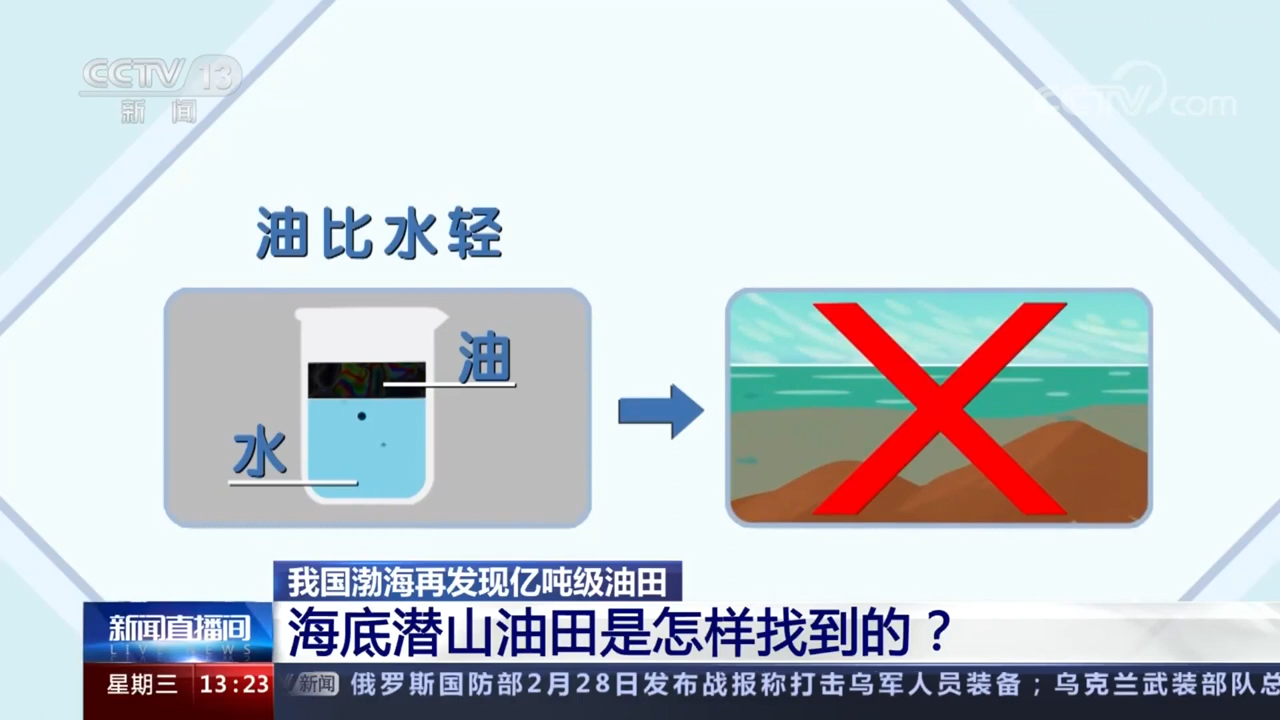 CCTV 13
新闻
CCTV.com
油比水轻
油
水
我国渤海再发现亿吨级油田
海底潜山油田是怎样找到的？
新闻直播间
LIVE NEWS
星期三 13:23
新闻 俄罗斯国防部2月28日发布战报称打击乌军人员装备；乌克兰武装部队总